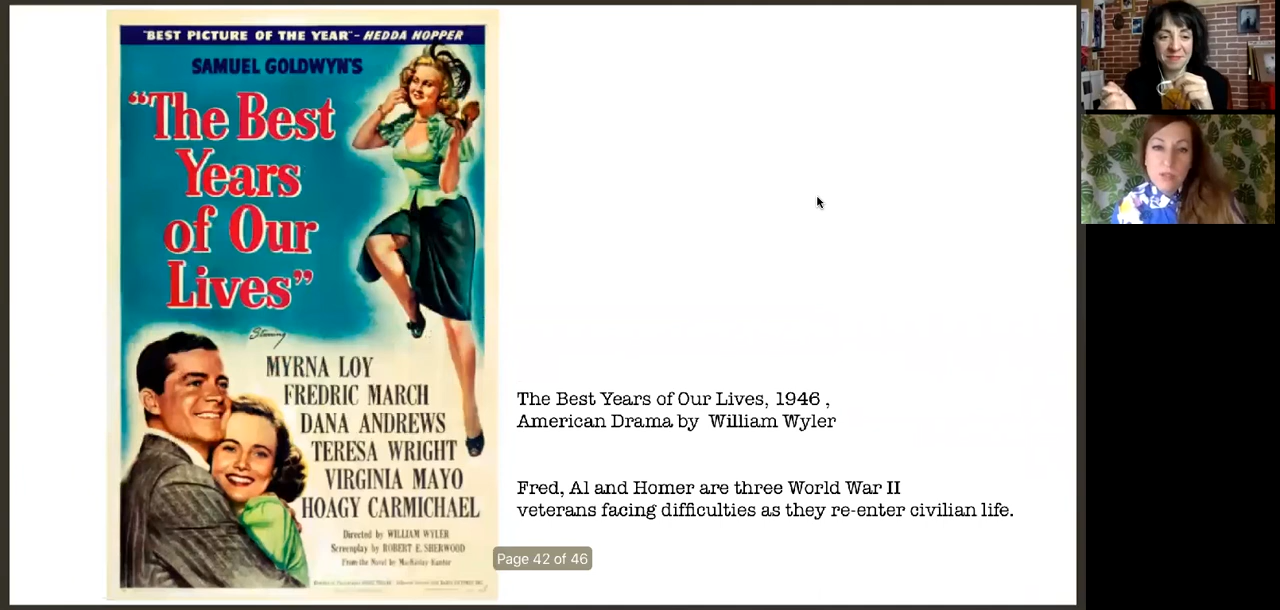 "BEST PICTURE OF THE YEAR"- HEDDA HOPPER
SAMUEL GOLDWYN'S
"The Best
Years
of Our
Lives"
Starring
MYRNA LOY
FREDRIC MARCH
DANA ANDREWS
TERESA WRIGHT
VIRGINIA MAYO
HOAGY CARMICHAEL
Directed by WILLIAM WYLER
Screenplay by ROBERT E. SHERWOOD
From the Novel by MacKinlay Kantor
The Best Years of Our Lives, 1946 ,
American Drama by William Wyler
Fred, Al and Homer are three World War II
veterans facing difficulties as they re-enter civilian life.
Page 42 of 46